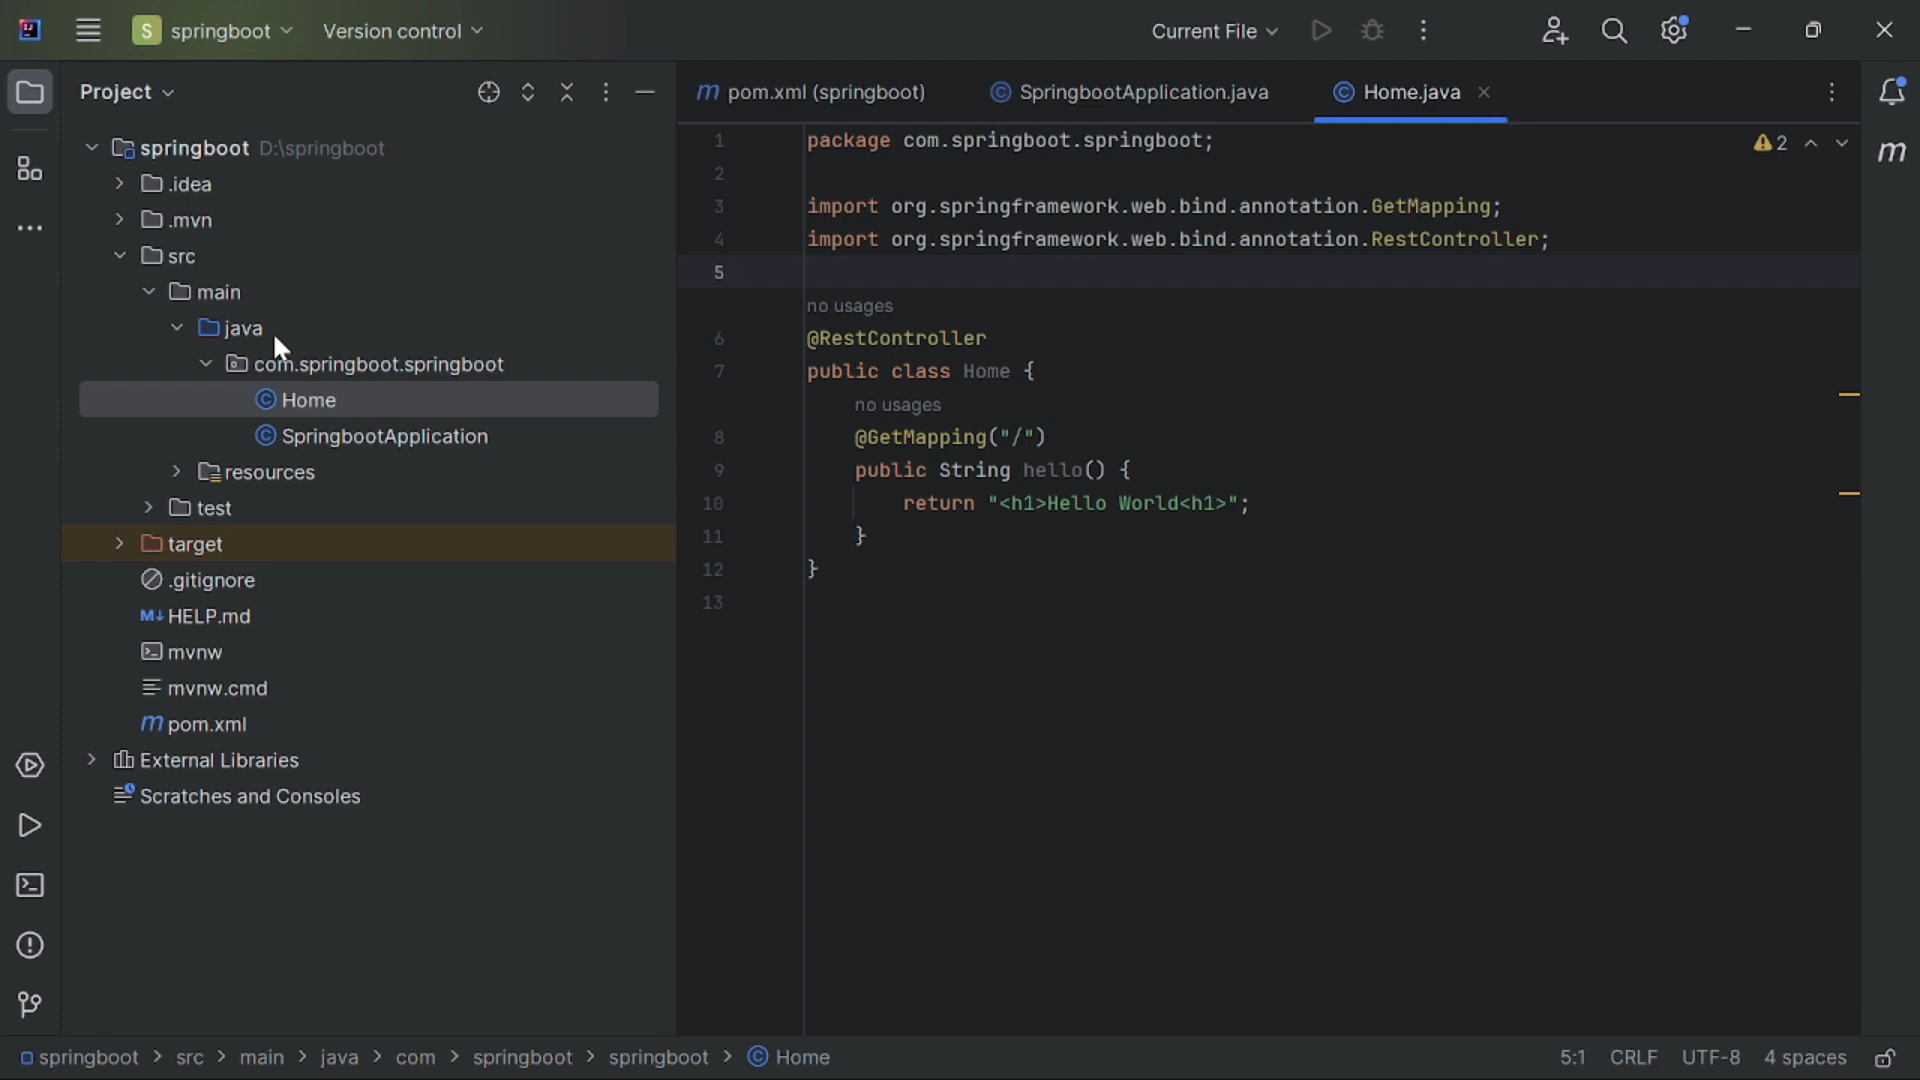 S springboot Version control Current File
Project
springboot D:\springboot
.idea
.mvn
src
main
java
com.springboot.springboot
Home
SpringbootApplication
resources
test
target
.gitignore
HELP.md
mvnw
mvnw.cmd
pom.xml
External Libraries
Scratches and Consoles
pom.xml (springboot) SpringbootApplication.java Home.java
1 package com.springboot.springboot; 2
2
3 import org.springframework.web.bind.annotation.GetMapping;
4 import org.springframework.web.bind.annotation.RestController;
5
no usages
6 @RestController
7 public class Home {
no usages
8 @GetMapping("/")
9 public String hello() {
10 return "<h1>Hello World<h1>";
11 }
12 }
13
springboot > src > main > java > com > springboot > springboot > Home
5:1 CRLF UTF-8 4 spaces